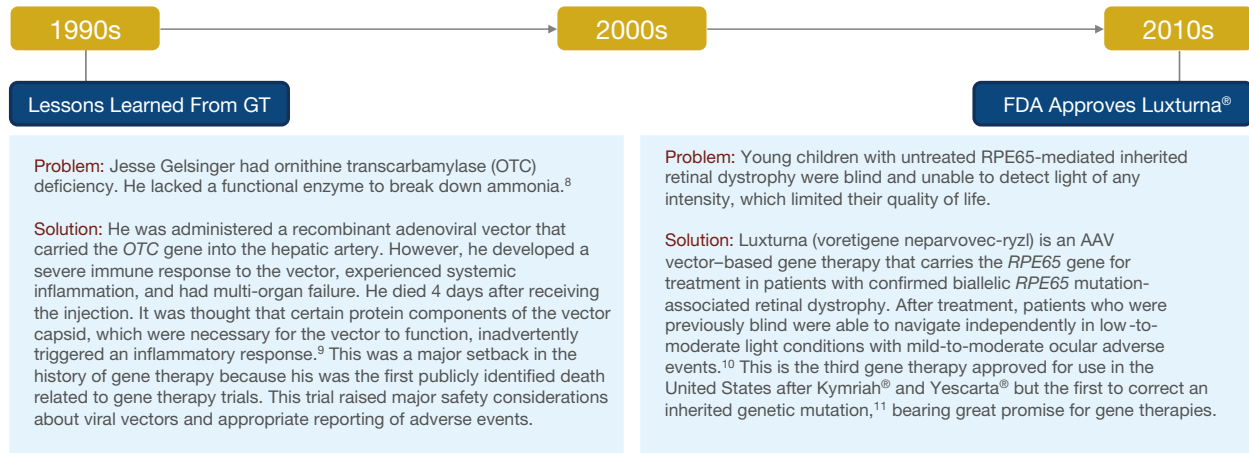 1990s
2000s
2010s
Lessons Learned From GT
FDA Approves Luxturna®
Problem: Jesse Gelsinger had ornithine transcarbamylase (OTC)
deficiency. He lacked a functional enzyme to break down ammonia.8
Solution: He was administered a recombinant adenoviral vector that
carried the OTC gene into the hepatic artery. However, he developed a
severe immune response to the vector, experienced systemic
inflammation, and had multi-organ failure. He died 4 days after receiving
the injection. It was thought that certain protein components of the vector
capsid, which were necessary for the vector to function, inadvertently
triggered an inflammatory response.9 This was a major setback in the
history of gene therapy because his was the first publicly identified death
related to gene therapy trials. This trial raised major safety considerations
about viral vectors and appropriate reporting of adverse events.
Problem: Young children with untreated RPE65-mediated inherited
retinal dystrophy were blind and unable to detect light of any
intensity, which limited their quality of life.
Solution: Luxturna (voretigene neparvovec-ryzl) is an AAV
vector–based gene therapy that carries the RPE65 gene for
treatment in patients with confirmed biallelic RPE65 mutation-
associated retinal dystrophy. After treatment, patients who were
previously blind were able to navigate independently in low-to-
moderate light conditions with mild-to-moderate ocular adverse
events.10 This is the third gene therapy approved for use in the
United States after Kymriah® and Yescarta® but the first to correct an
inherited genetic mutation,11 bearing great promise for gene therapies.